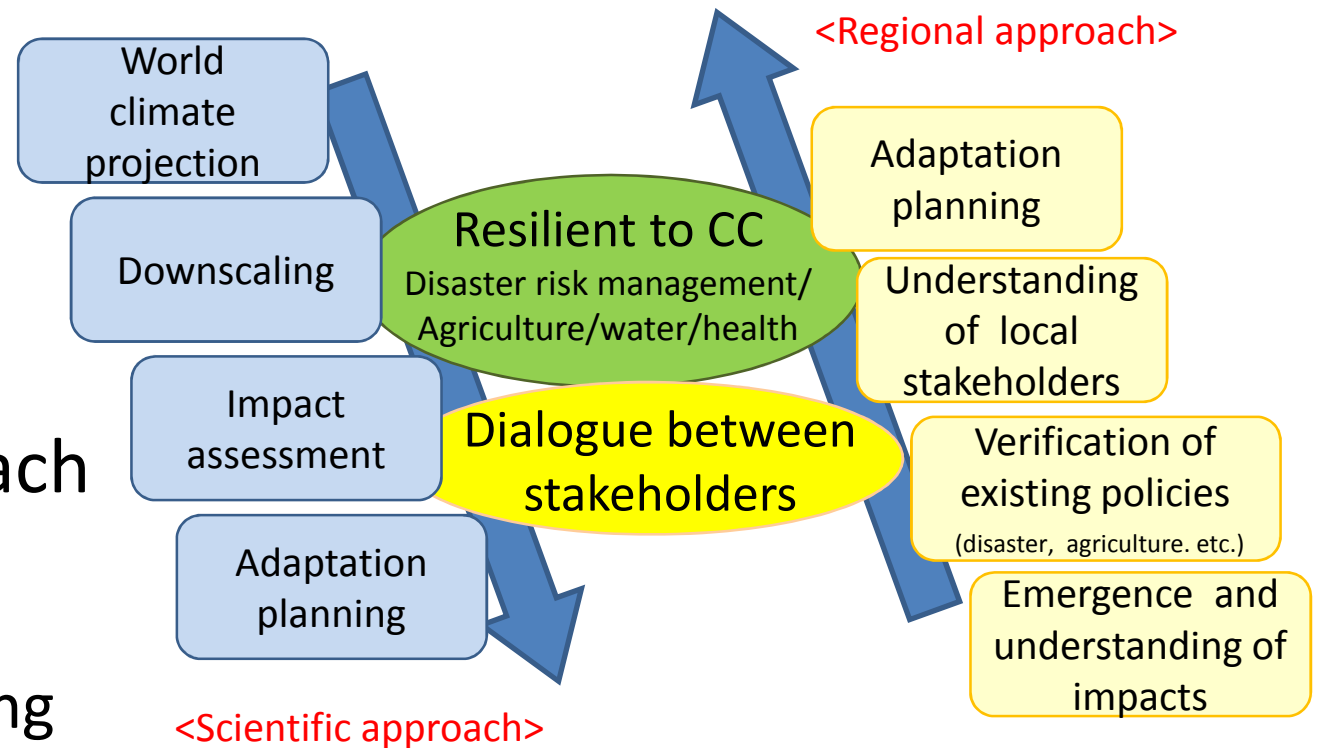 <Regional approach>
World
climate
projection
Downscaling
Impact
assessment
Adaptation
planning
<Scientific approach>
Resilient to CC
Disaster risk management/
Agriculture/water/health
Dialogue between
stakeholders
Adaptation
planning
Understanding
of local
stakeholders
Verification of
existing policies
(disaster, agriculture. etc.)
Emergence and
understanding of
impacts
ach
ng